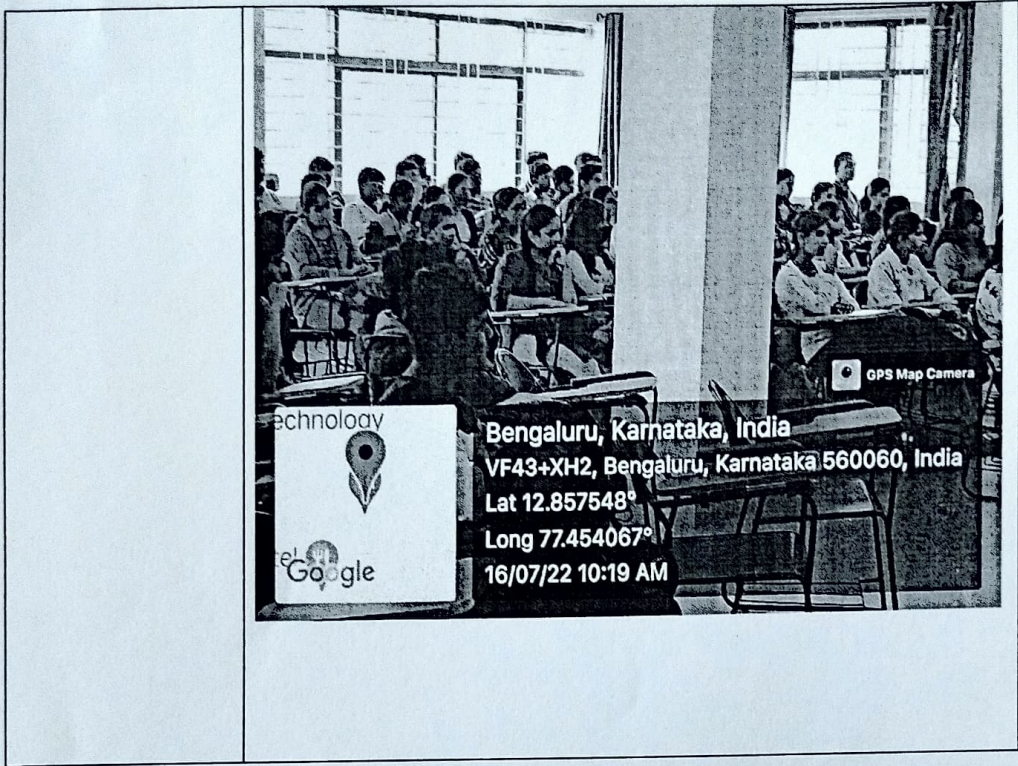 GPS Map Camera
echnology
Google
Bengaluru, Karnataka, India
VF43+XH2, Bengaluru, Karnataka 560060, India
Lat 12.857548°
Long 77.454067°
16/07/22 10:19 AM